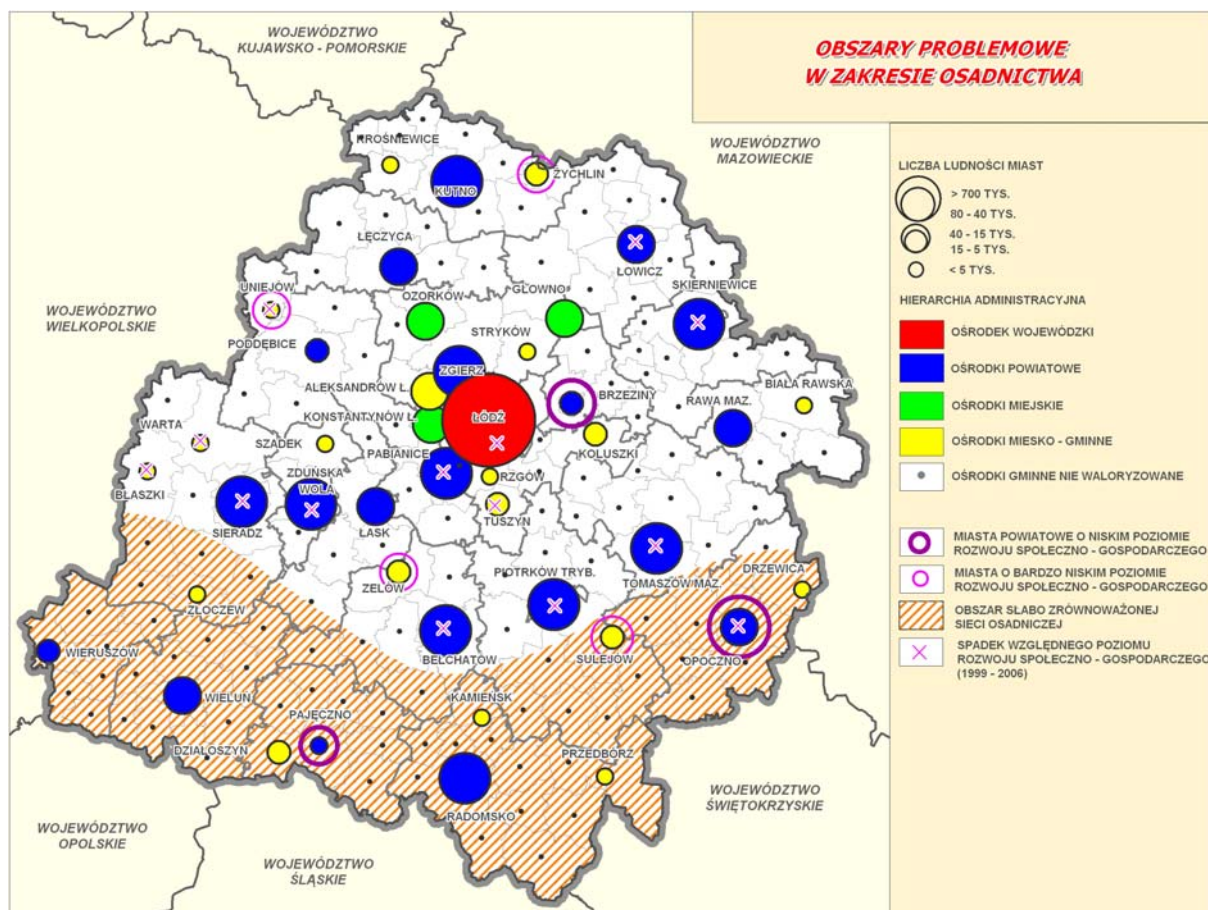 OBSZARY PROBLEMOWE
W ZAKRESIE OSADNICTWA
WOJEWÓDZTWO
KUJAWSKO - POMORSKIE
WOJEWÓDZTWO
MAZOWIECKIE
WOJEWÓDZTWO
WIELKOPOLSKIE
WOJEWÓDZTWO
OPOLSKIE
WOJEWÓDZTWO
ŚLĄSKIE
WOJEWÓDZTWO
ŚWIĘTOKRZYSKIE
KROŚNIEWICE
KUTNO
ŻYCHLIN
ŁĘCZYCA
ŁOWICZ
UNIEJÓW
OZORKÓW
GŁOWNO
SKIERNIEWICE
STRYKÓW
PODDĘBICE
ZGIERZ
ALEKSANDRÓW Ł.
BRZEZINY
RAWA MAZ.
BIAŁA RAWSKA
KONSTANTYNÓW Ł.
ŁÓDŹ
WARTA
SZADEK
PABIANICE
KOLUSZKI
BŁASZKI
ZDUŃSKA
WOLA
RZGÓW
SIERADZ
ŁASK
TUSZYN
ZELÓW
PIOTRKÓW TRYB.
TOMASZÓW MAZ.
DRZEWICA
ZŁOCZEW
BEŁCHATÓW
SULEJÓW
OPOCZNO
WIERUSZÓW
WIELUŃ
PAJĘCZNO
KAMIEŃSK
DZIAŁOSZYN
PRZEDBÓRZ
RADOMSKO
LICZBA LUDNOŚCI MIAST
> 700 TYS.
80 - 40 TYS.
40 - 15 TYS.
15 - 5 TYS.
< 5 TYS.
HIERARCHIA ADMINISTRACYJNA
OŚRODEK WOJEWÓDZKI
OŚRODKI POWIATOWE
OŚRODKI MIEJSKIE
OŚRODKI MIESKO - GMINNE
OŚRODKI GMINNE NIE WALORYZOWANE
MIASTA POWIATOWE O NISKIM POZIOMIE
ROZWOJU SPOŁECZNO - GOSPODARCZEGO
MIASTA O BARDZO NISKIM POZIOMIE
ROZWOJU SPOŁECZNO - GOSPODARCZEGO
OBSZAR SŁABO ZRÓWNOWAŻONEJ
SIECI OSADNICZEJ
SPADEK WZGLĘDNEGO POZIOMU
ROZWOJU SPOŁECZNO - GOSPODARCZEGO
(1999 - 2006)